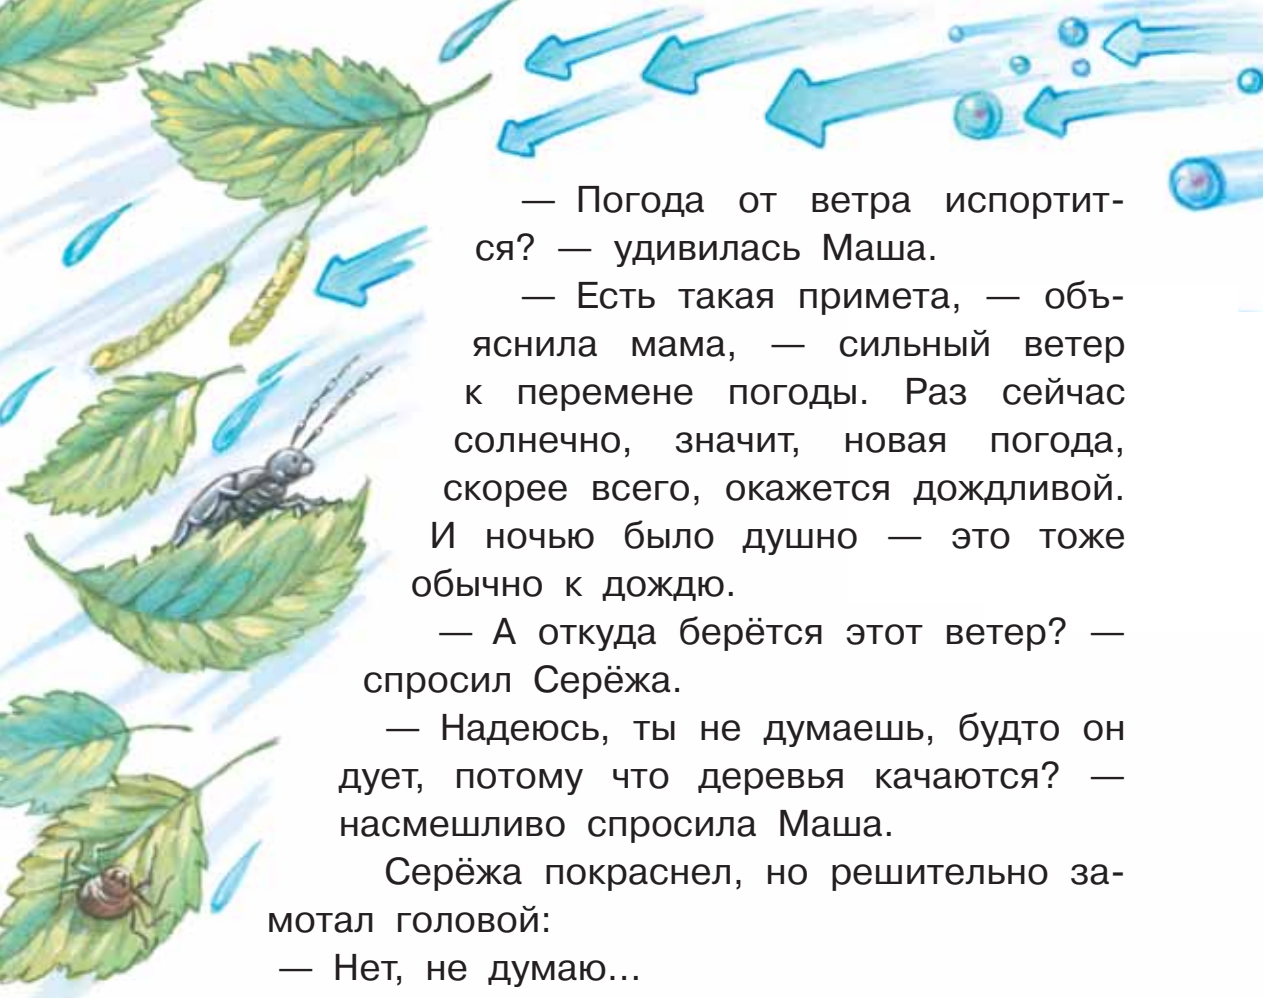 — Погода от ветра испортит-
ся? — удивилась Маша.
— Есть такая примета, — объ-
яснила мама, — сильный ветер
к перемене погоды. Раз сейчас
солнечно, значит, новая погода,
скорее всего, окажется дождливой.
И ночью было душно — это тоже
обычно к дождю.
— А откуда берётся этот ветер? —
спросил Серёжа.
— Надеюсь, ты не думаешь, будто он
дует, потому что деревья качаются? —
насмешливо спросила Маша.
Серёжа покраснел, но решительно за-
мотал головой:
— Нет, не думаю...